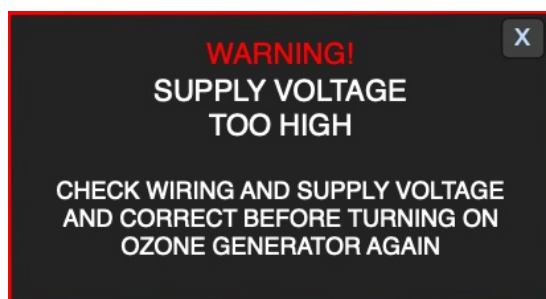 X
WARNING!
SUPPLY VOLTAGE
TOO HIGH
CHECK WIRING AND SUPPLY VOLTAGE
AND CORRECT BEFORE TURNING ON
OZONE GENERATOR AGAIN